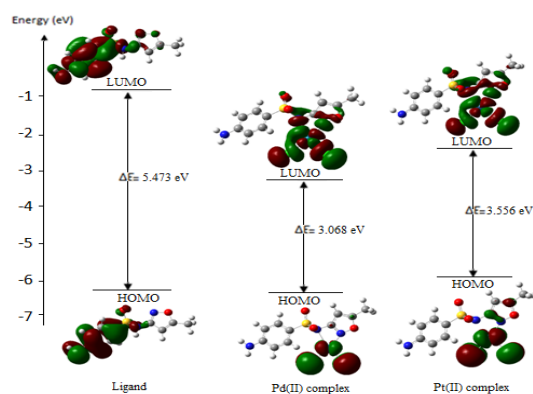 Energy (eV)
-1
-2
-3
-4
-5
-6
-7
LUMO
ΔE= 5.473 eV
HOMO
Ligand
LUMO
ΔE= 3.068 eV
HOMO
Pd(II) complex
LUMO
ΔE=3.556 eV
HOMO
Pt(II) complex